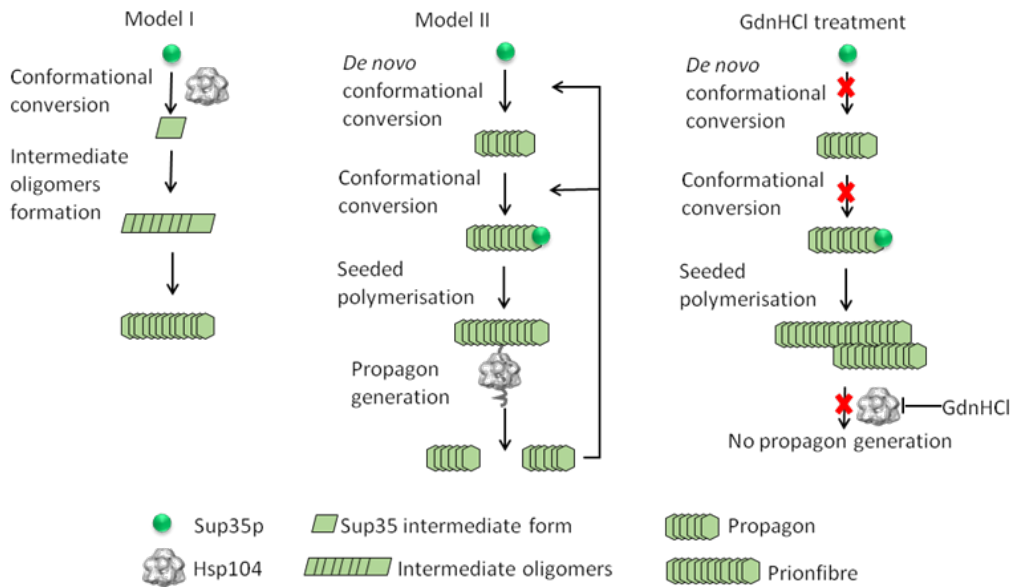 Model I
Conformational
conversion
Intermediate
oligomers
formation
Model II
De novo
conformational
conversion
Conformational
conversion
Seeded
polymerisation
Propagon
generation
GdnHCl treatment
De novo
conformational
conversion
Conformational
conversion
Seeded
polymerisation
GdnHCl
No propagon generation
Sup35p
Sup35 intermediate form
Propagon
Hsp104
Intermediate oligomers
Prionfibre